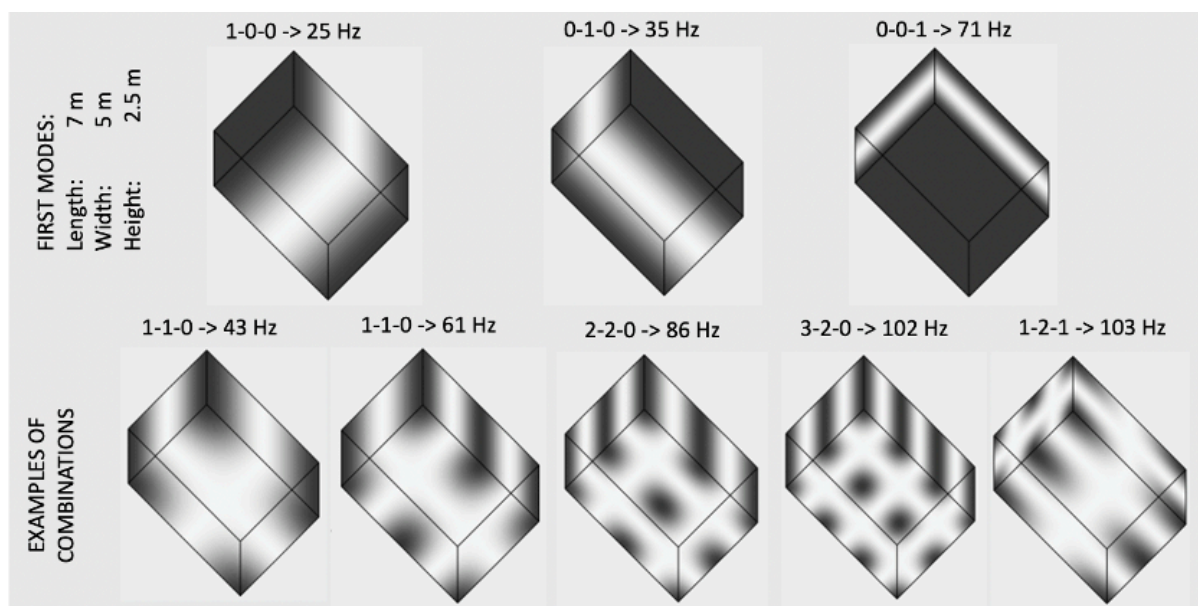 1-0-0 -> 25 Hz
0-1-0 -> 35 Hz
0-0-1 -> 71 Hz
FIRST MODES:
Length: 7 m
Width: 5 m
Height: 2.5 m
1-1-0 -> 43 Hz
1-1-0 -> 61 Hz
2-2-0 -> 86 Hz
3-2-0 -> 102 Hz
1-2-1 -> 103 Hz
EXAMPLES OF
COMBINATIONS